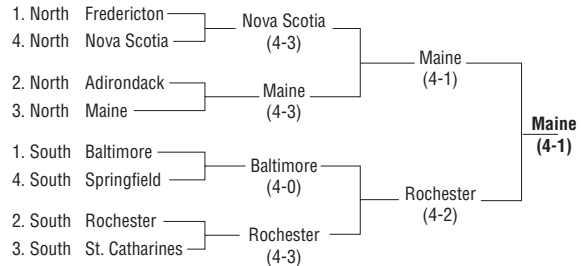 1. North Fredericton
4. North Nova Scotia
Nova Scotia
(4-3)
2. North Adirondack
3. North Maine
Maine
(4-3)
Maine
(4-1)
1. South Baltimore
4. South Springfield
Baltimore
(4-0)
2. South Rochester
3. South St. Catharines
Rochester
(4-3)
Rochester
(4-2)
Maine
(4-1)